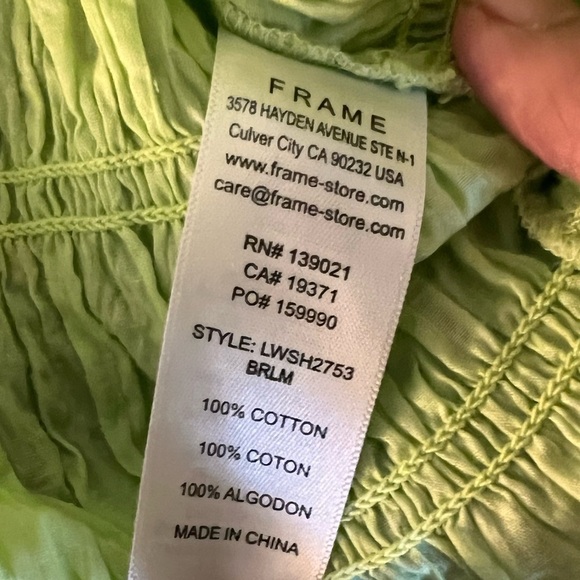 FRAME
3578 HAYDEN AVENUE STE N-1
Culver City CA 90232 USA
www.frame-store.com
care@frame-store.com
RN# 139021
CA# 19371
PO# 159990
STYLE: LWSH2753
BRLM
100% COTTON
100% COTON
100% ALGODON
MADE IN CHINA